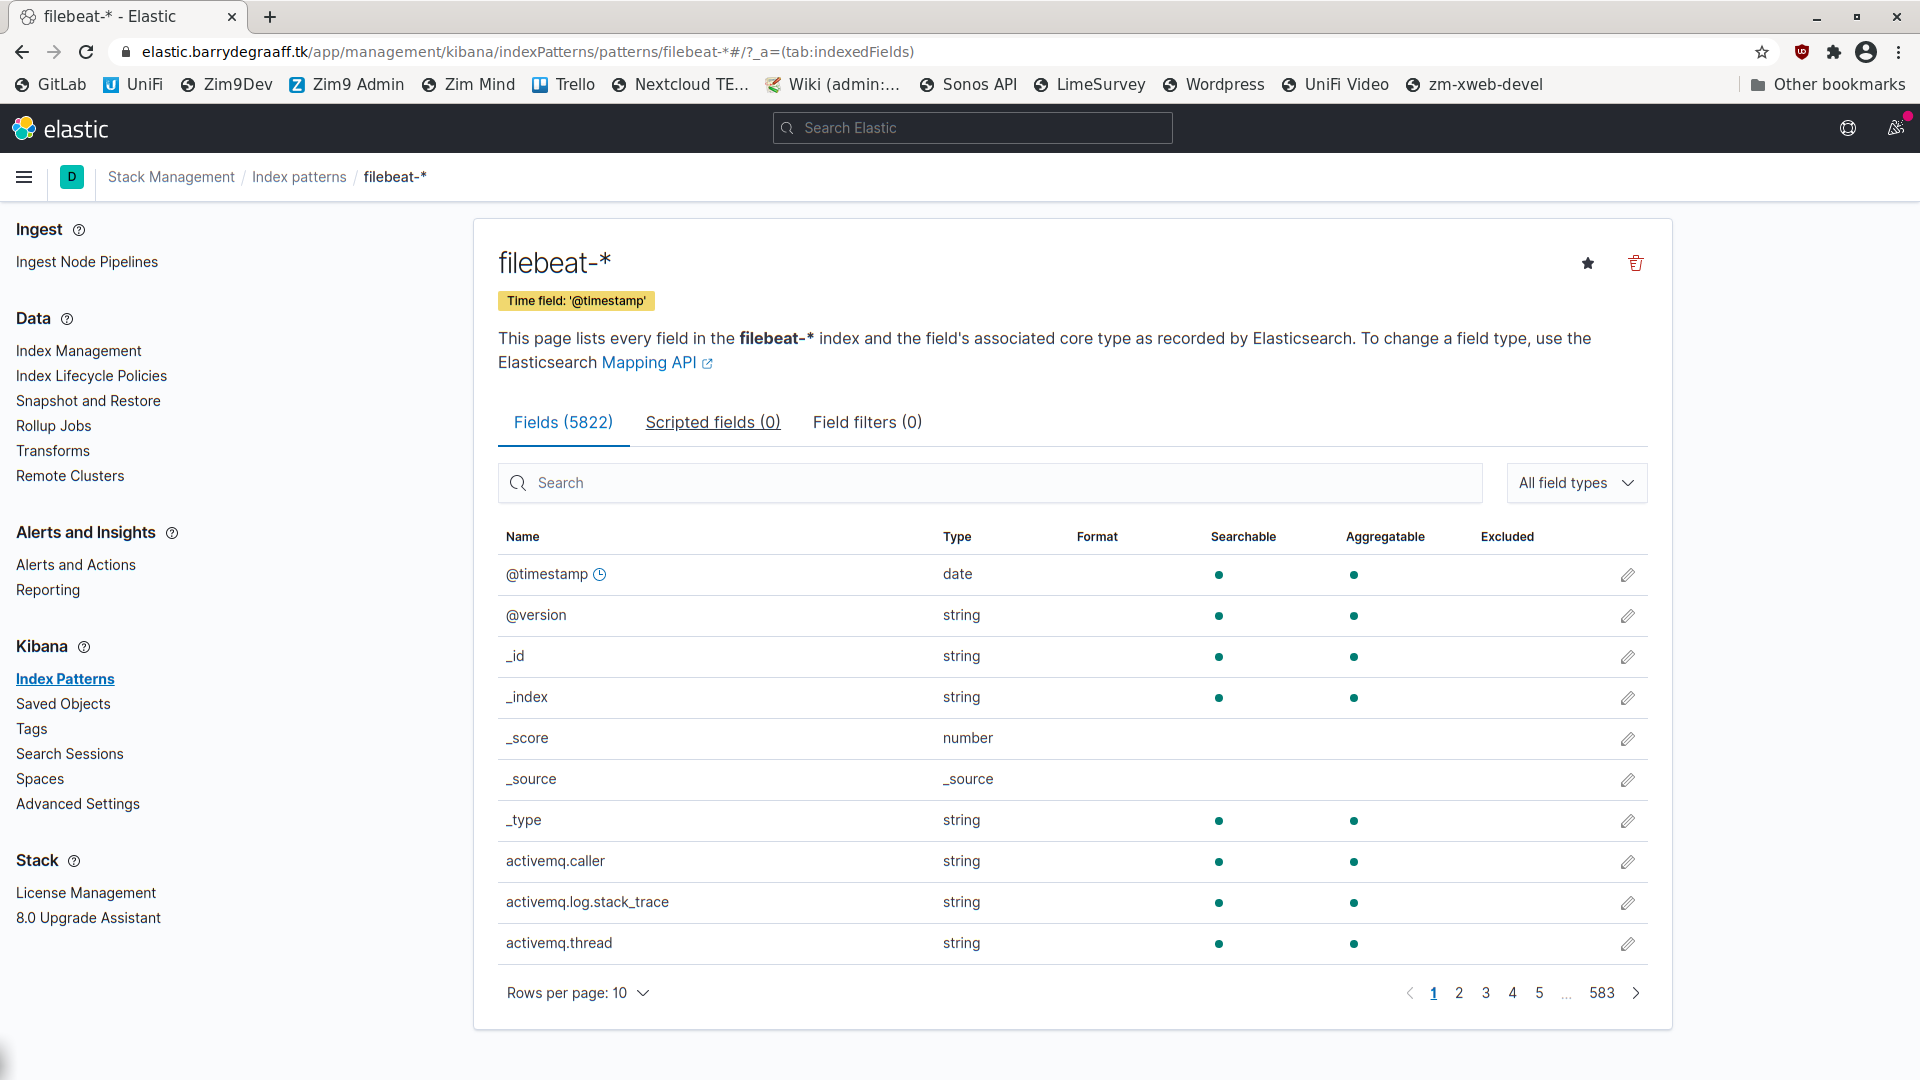 filebeat-* - Elastic
elastic.barrydegraaff.tk/app/management/kibana/indexPatterns/patterns/filebeat-*#/?_a=(tab:indexedFields)
GitLab UniFi Zim9Dev Zim9 Admin Zim Mind Trello Nextcloud TE... Wiki (admin:... Sonos API LimeSurvey Wordpress UniFi Video zm-xweb-devel Other bookmarks
elastic Search Elastic
D Stack Management / Index patterns / filebeat-*
Ingest
Ingest Node Pipelines
Data
Index Management
Index Lifecycle Policies
Snapshot and Restore
Rollup Jobs
Transforms
Remote Clusters
Alerts and Insights
Alerts and Actions
Reporting
Kibana
Index Patterns
Saved Objects
Tags
Search Sessions
Spaces
Advanced Settings
Stack
License Management
8.0 Upgrade Assistant
filebeat-*
Time field: '@timestamp'
This page lists every field in the filebeat-* index and the field's associated core type as recorded by Elasticsearch. To change a field type, use the
Elasticsearch Mapping API
Fields (5822) Scripted fields (0) Field filters (0)
Search All field types
Name Type Format Searchable Aggregatable Excluded
@timestamp date
@version string
_id string
_index string
_score number
_source _source
_type string
activemq.caller string
activemq.log.stack_trace string
activemq.thread string
Rows per page: 10 1 2 3 4 5 ... 583